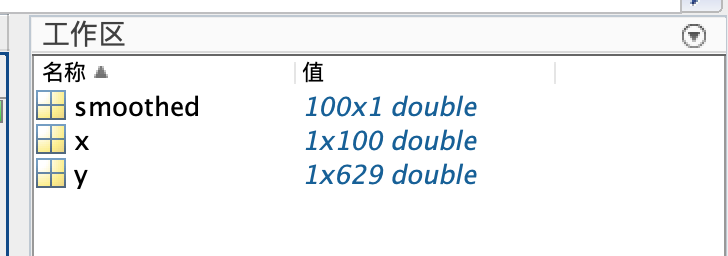 工作区
名称 值
smoothed 100x1 double
x 1x100 double
y 1x629 double